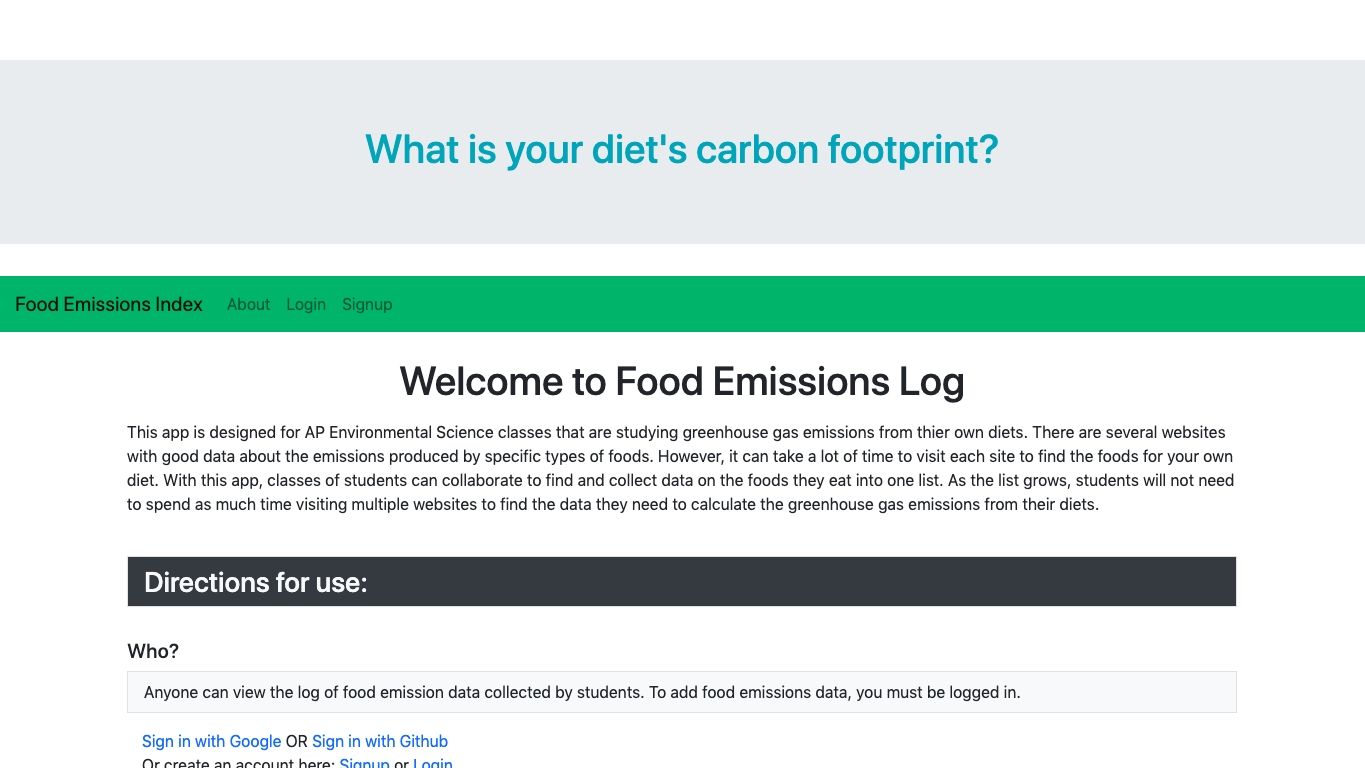 What is your diet's carbon footprint?
Food Emissions Index About Login Signup
Welcome to Food Emissions Log
This app is designed for AP Environmental Science classes that are studying greenhouse gas emissions from thier own diets. There are several websites
with good data about the emissions produced by specific types of foods. However, it can take a lot of time to visit each site to find the foods for your own
diet. With this app, classes of students can collaborate to find and collect data on the foods they eat into one list. As the list grows, students will not need
to spend as much time visiting multiple websites to find the data they need to calculate the greenhouse gas emissions from their diets.
Directions for use:
Who?
Anyone can view the log of food emission data collected by students. To add food emissions data, you must be logged in.
Sign in with Google OR Sign in with Github
Or create an account here: Signup or Login